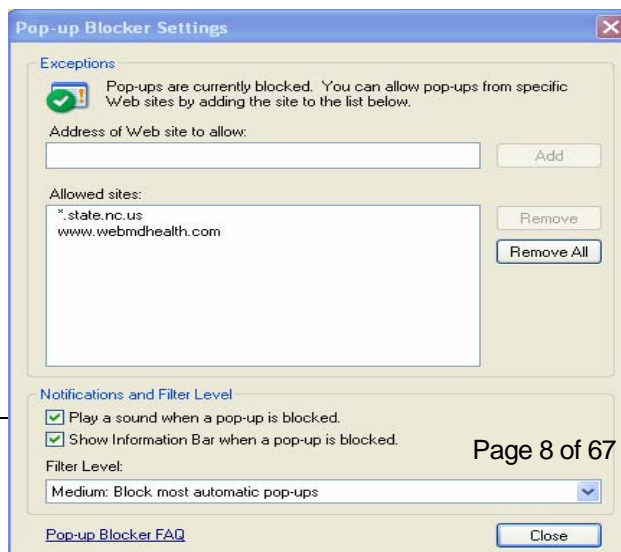 Pop-up Blocker Settings
Exceptions
Pop-ups are currently blocked. You can allow pop-ups from specific
Web sites by adding the site to the list below.
Address of Web site to allow:
Add
Allowed sites:
*.state.nc.us
www.webmdhealth.com
Remove
Remove All
Notifications and Filter Level
Play a sound when a pop-up is blocked.
Show Information Bar when a pop-up is blocked.
Page 8 of 67
Filter Level:
Medium: Block most automatic pop-ups
Pop-up Blocker FAQ
Close